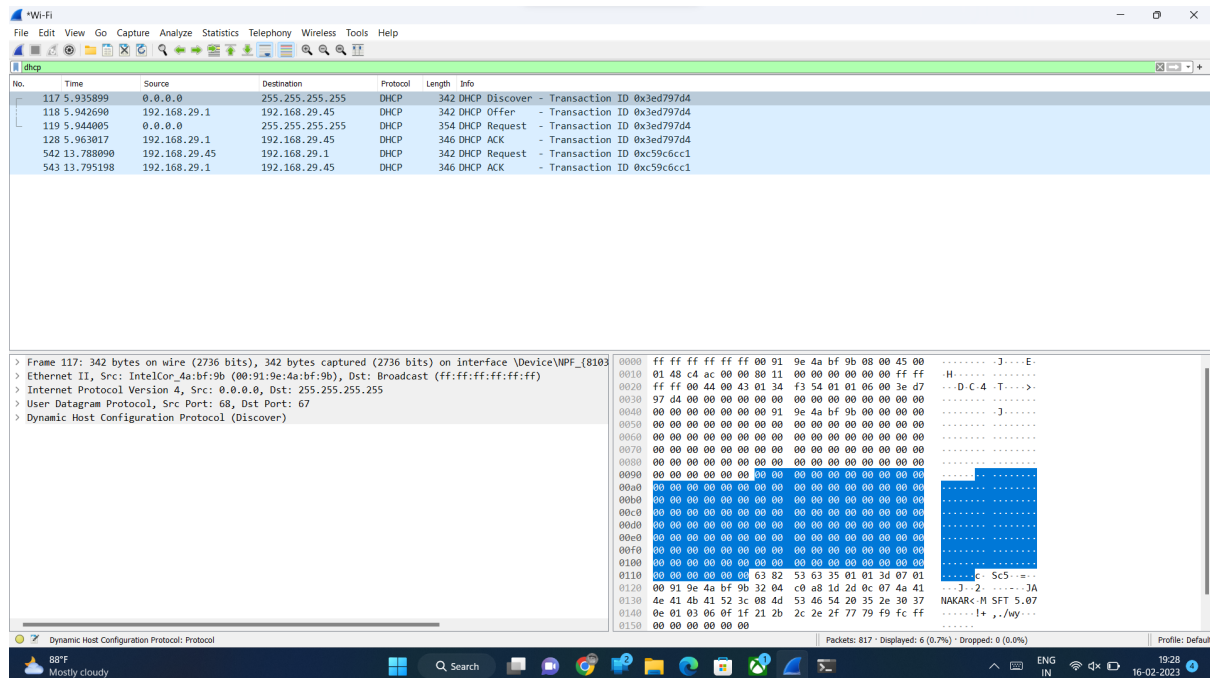 *Wi-Fi
File Edit View Go Capture Analyze Statistics Telephony Wireless Tools Help
dhcp
No. Time Source Destination Protocol Length Info
117 5.935899 0.0.0.0 255.255.255.255 DHCP 342 DHCP Discover - Transaction ID 0x3ed797d4
118 5.942690 192.168.29.1 192.168.29.45 DHCP 342 DHCP Offer - Transaction ID 0x3ed797d4
119 5.944005 0.0.0.0 255.255.255.255 DHCP 354 DHCP Request - Transaction ID 0x3ed797d4
128 5.963017 192.168.29.1 192.168.29.45 DHCP 346 DHCP ACK - Transaction ID 0x3ed797d4
542 13.788090 192.168.29.45 192.168.29.1 DHCP 342 DHCP Request - Transaction ID 0xc59c6cc1
543 13.795198 192.168.29.1 192.168.29.45 DHCP 346 DHCP ACK - Transaction ID 0xc59c6cc1
> Frame 117: 342 bytes on wire (2736 bits), 342 bytes captured (2736 bits) on interface \Device\NPF_{8103
> Ethernet II, Src: IntelCor_4a:bf:9b (00:91:9e:4a:bf:9b), Dst: Broadcast (ff:ff:ff:ff:ff:ff)
> Internet Protocol Version 4, Src: 0.0.0.0, Dst: 255.255.255.255
> User Datagram Protocol, Src Port: 68, Dst Port: 67
> Dynamic Host Configuration Protocol (Discover)
0000 ff ff ff ff ff ff 00 91 9e 4a bf 9b 08 00 45 00 ········ ·J····E·
0010 01 48 c4 ac 00 00 80 11 00 00 00 00 00 00 ff ff ·H······ ········
0020 ff ff 00 44 00 43 01 34 f3 54 01 01 06 00 3e d7 ···D·C·4 ·T····>·
0030 97 d4 00 00 00 00 00 00 00 00 00 00 00 00 00 00 ········ ········
0040 00 00 00 00 00 00 00 91 9e 4a bf 9b 00 00 00 00 ········ ·J······
0050 00 00 00 00 00 00 00 00 00 00 00 00 00 00 00 00 ········ ········
0060 00 00 00 00 00 00 00 00 00 00 00 00 00 00 00 00 ········ ········
0070 00 00 00 00 00 00 00 00 00 00 00 00 00 00 00 00 ········ ········
0080 00 00 00 00 00 00 00 00 00 00 00 00 00 00 00 00 ········ ········
0090 00 00 00 00 00 00 00 00 00 00 00 00 00 00 00 00 ········ ········
00a0 00 00 00 00 00 00 00 00 00 00 00 00 00 00 00 00 ········ ········
00b0 00 00 00 00 00 00 00 00 00 00 00 00 00 00 00 00 ········ ········
00c0 00 00 00 00 00 00 00 00 00 00 00 00 00 00 00 00 ········ ········
00d0 00 00 00 00 00 00 00 00 00 00 00 00 00 00 00 00 ········ ········
00e0 00 00 00 00 00 00 00 00 00 00 00 00 00 00 00 00 ········ ········
00f0 00 00 00 00 00 00 00 00 00 00 00 00 00 00 00 00 ········ ········
0100 00 00 00 00 00 00 00 00 00 00 00 00 00 00 00 00 ········ ········
0110 00 00 00 00 00 00 63 82 53 63 35 01 01 3d 07 01 ······c· Sc5··=··
0120 00 91 9e 4a bf 9b 32 04 c0 a8 1d 2d 0c 07 4a 41 ···J··2· ···-··JA
0130 4e 41 4b 41 52 3c 08 4d 53 46 54 20 35 2e 30 37 NAKAR<·M SFT 5.07
0140 0e 01 03 06 0f 1f 21 2b 2c 2e 2f 77 79 f9 fc ff ······!+ ,./wy···
0150 00 00 00 00 00 00 ······
Dynamic Host Configuration Protocol: Protocol Packets: 817 · Displayed: 6 (0.7%) · Dropped: 0 (0.0%) Profile: Default
88°F
Mostly cloudy
Search
2
1
ENG
IN
19:28
16-02-2023
4